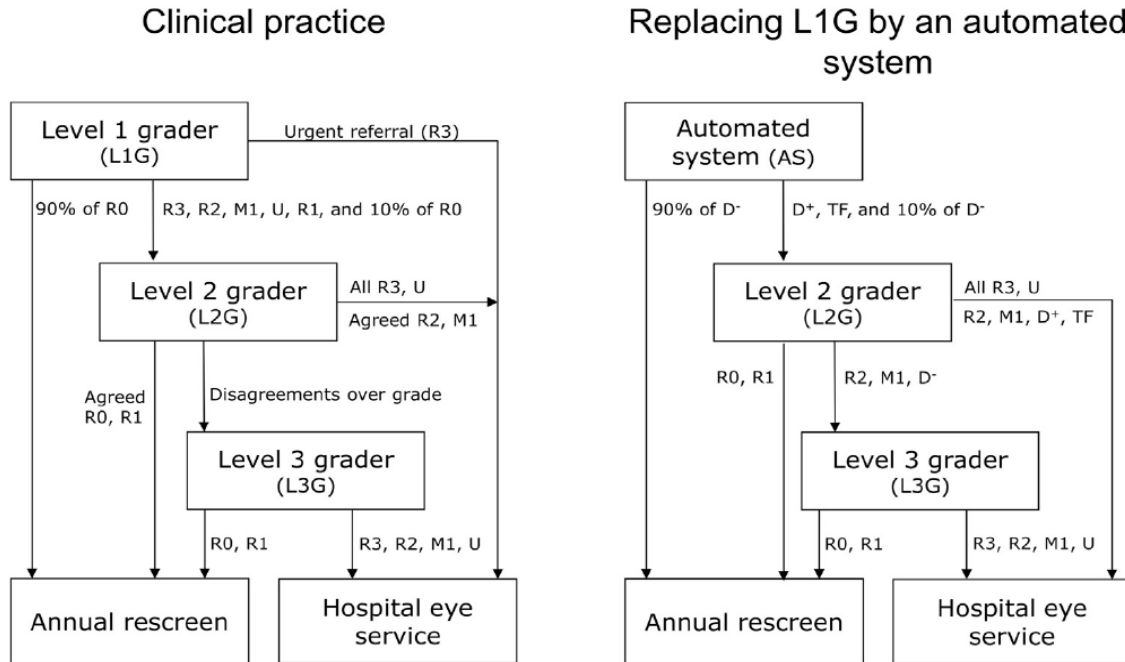 Clinical practice
Level 1 grader
(L1G)
Urgent referral (R3)
90% of R0
R3, R2, M1, U, R1, and 10% of R0
Level 2 grader
(L2G)
All R3, U
Agreed R2, M1
Agreed
R0, R1
Disagreements over grade
Level 3 grader
(L3G)
R0, R1
R3, R2, M1, U
Annual rescreen
Hospital eye
service
Replacing L1G by an automated
system
Automated
system (AS)
90% of D⁻
D⁺, TF, and 10% of D⁻
Level 2 grader
(L2G)
All R3, U
R2, M1, D⁺, TF
R0, R1
R2, M1, D⁻
Level 3 grader
(L3G)
R0, R1
R3, R2, M1, U
Annual rescreen
Hospital eye
service